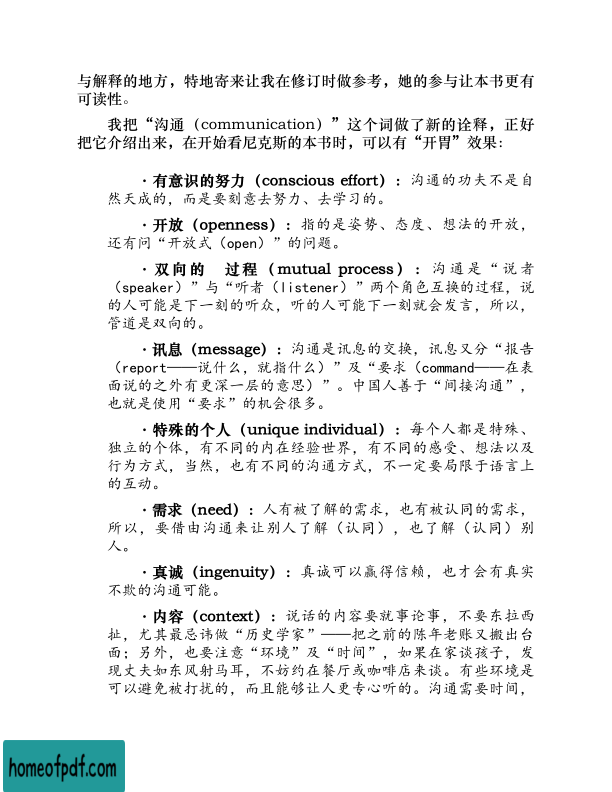 与解释的地方，特地寄来让我在修订时做参考，她的参与让本书更有
可读性。
我把“沟通（communication）”这个词做了新的诠释，正好
把它介绍出来，在开始看尼克斯的本书时，可以有“开胃”效果：
·有意识的努力（conscious effort）：沟通的功夫不是自
然天成的，而是要刻意去努力、去学习的。
·开放（openness）：指的是姿势、态度、想法的开放，
还有问“开放式（open）”的问题。
·双向的 过程（mutual process）：沟通是“说者
（speaker）”与“听者（listener）”两个角色互换的过程，说
的人可能是下一刻的听众，听的人可能下一刻就会发言，所以，
管道是双向的。
·讯息（message）：沟通是讯息的交换，讯息又分“报告
（report——说什么，就指什么）”及“要求（command——在表
面说的之外有更深一层的意思）”。中国人善于“间接沟通”，
也就是使用“要求”的机会很多。
·特殊的个人（unique individual）：每个人都是特殊、
独立的个体，有不同的内在经验世界，有不同的感受、想法以及
行为方式，当然，也有不同的沟通方式，不一定要局限于语言上
的互动。
·需求（need）：人有被了解的需求，也有被认同的需求，
所以，要借由沟通来让别人了解（认同），也了解（认同）别
人。
·真诚（ingenuity）：真诚可以赢得信赖，也才会有真实
不欺的沟通可能。
·内容（context）：说话的内容要就事论事，不要东拉西
扯，尤其最忌讳做“历史学家”——把之前的陈年老账又搬出台
面；另外，也要注意“环境”及“时间”，如果在家谈孩子，发
现丈夫如东风射马耳，不妨约在餐厅或咖啡店来谈。有些环境是
可以避免被打扰的，而且能够让人更专心听的。沟通需要时间，
homeofpdf.com